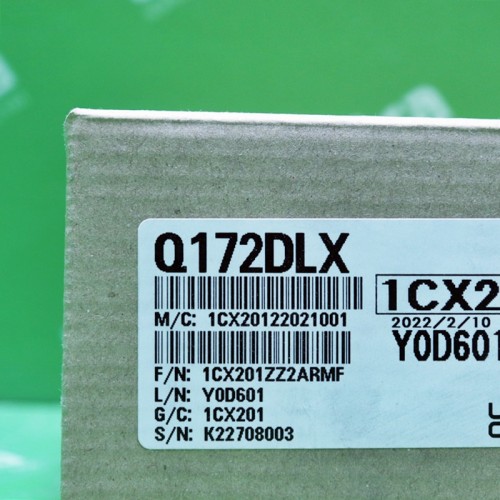 Q172DLX
M/C: 1CX20122021001
F/N: 1CX201ZZ2ARMF
L/N: Y0D601
G/C: 1CX201
S/N: K22708003
1CX2
2022/2/10
Y0D601